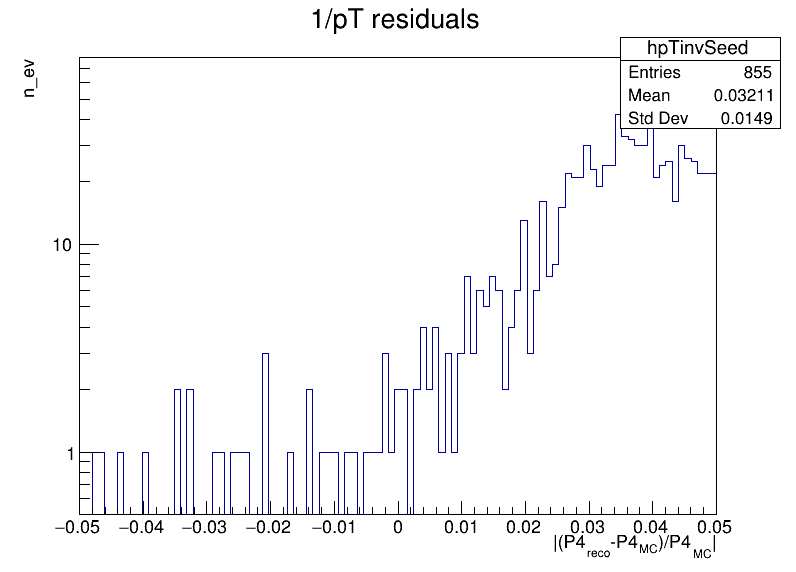 1/pT residuals
hpTinvSeed
Entries 855
Mean 0.03211
Std Dev 0.0149
n_ev
10
1
−0.05 −0.04 −0.03 −0.02 −0.01 0 0.01 0.02 0.03 0.04 0.05
|(P4reco-P4MC)/P4MC|